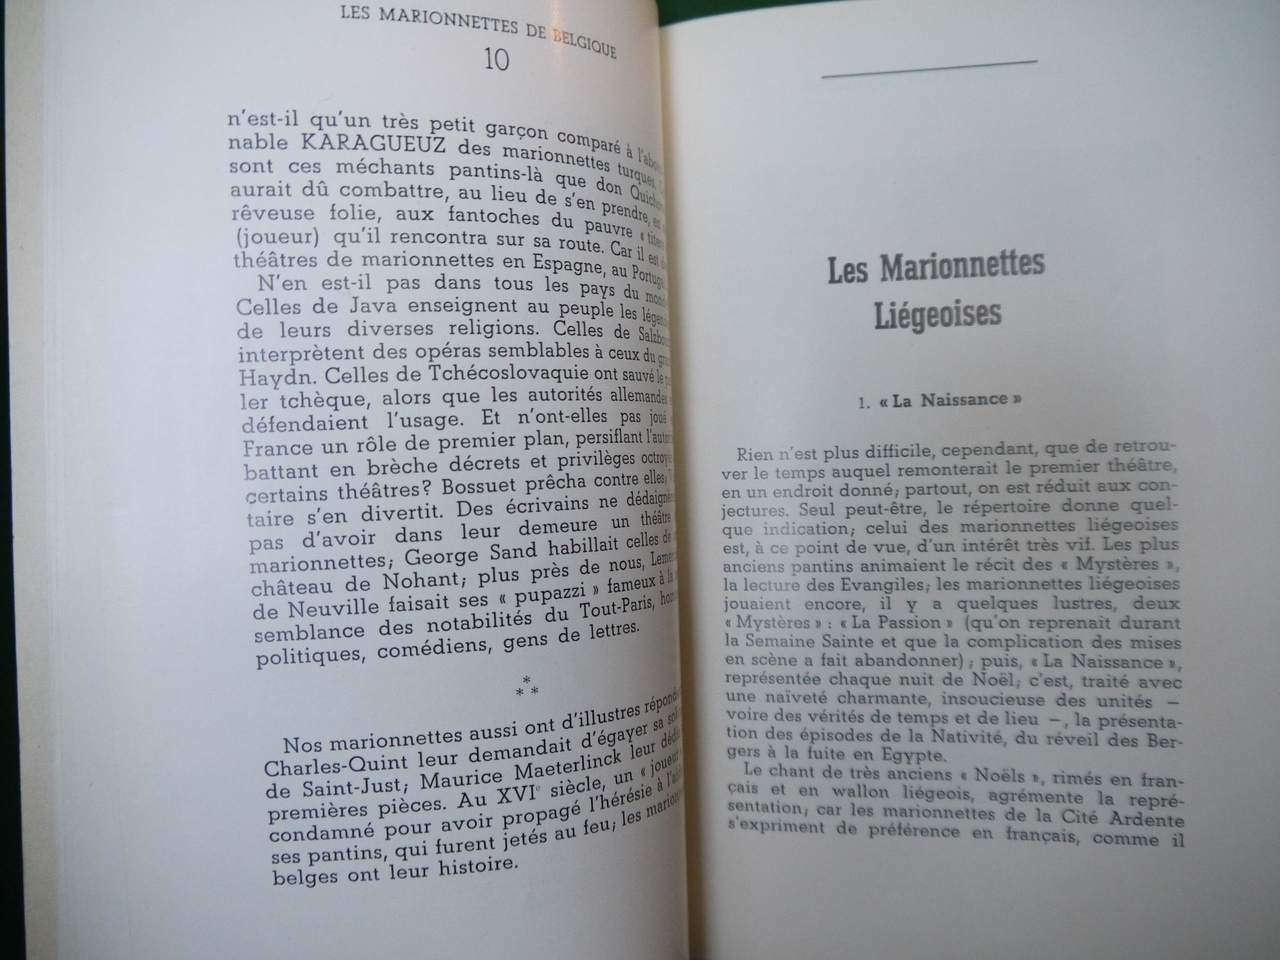 LES MARIONNETTES DE BELGIQUE
10
n'est-il qu'un très petit garçon comparé à
nable KARAGUEUZ des marionnettes turques.
sont ces méchants pantins-là que don
aurait dû combattre, au lieu de s'en prendre,
rêveuse folie, aux fantoches du pauvre
(joueur) qu'il rencontra sur sa route. Car il est
théâtres de marionnettes en Espagne, au
N'en est-il pas dans tous les pays du
Celles de Java enseignent au peuple les
de leurs diverses religions. Celles de
interprètent des opéras semblables à ceux du
Haydn. Celles de Tchécoslovaquie ont sauvé le
ler tchèque, alors que les autorités allemandes
défendaient l'usage. Et n'ont-elles pas joué
France un rôle de premier plan, persiflant
battant en brèche décrets et privilèges
certains théâtres? Bossuet prêcha contre elles;
taire s'en divertit. Des écrivains ne
pas d'avoir dans leur demeure un théâtre
marionnettes; George Sand habillait celles de
château de Nohant; plus près de nous,
de Neuville faisait ses « pupazzi » fameux à la
semblance des notabilités du Tout-Paris,
politiques, comédiens, gens de lettres.
*
* *
Nos marionnettes aussi ont d'illustres
Charles-Quint leur demandait d'égayer sa
de Saint-Just; Maurice Maeterlinck leur
premières pièces. Au XVIe siècle, un « joueur
condamné pour avoir propagé l'hérésie à
ses pantins, qui furent jetés au feu; les
belges ont leur histoire.
Les Marionnettes
Liégeoises
1. « La Naissance »
Rien n'est plus difficile, cependant, que de retrou-
ver le temps auquel remonterait le premier théâtre,
en un endroit donné; partout, on est réduit aux con-
jectures. Seul peut-être, le répertoire donne quel-
que indication; celui des marionnettes liégeoises
est, à ce point de vue, d'un intérêt très vif. Les plus
anciens pantins animaient le récit des « Mystères »,
la lecture des Evangiles; les marionnettes liégeoises
jouaient encore, il y a quelques lustres, deux
« Mystères » : « La Passion » (qu'on reprenait durant
la Semaine Sainte et que la complication des mises
en scène a fait abandonner) ; puis, « La Naissance »,
représentée chaque nuit de Noël; c'est, traité avec
une naïveté charmante, insoucieuse des unités —
voire des vérités de temps et de lieu —, la présenta-
tion des épisodes de la Nativité, du réveil des Ber-
gers à la fuite en Egypte.
Le chant de très anciens « Noëls », rimés en fran-
çais et en wallon liégeois, agrémente la repré-
sentation; car les marionnettes de la Cité Ardente
s'expriment de préférence en français, comme il